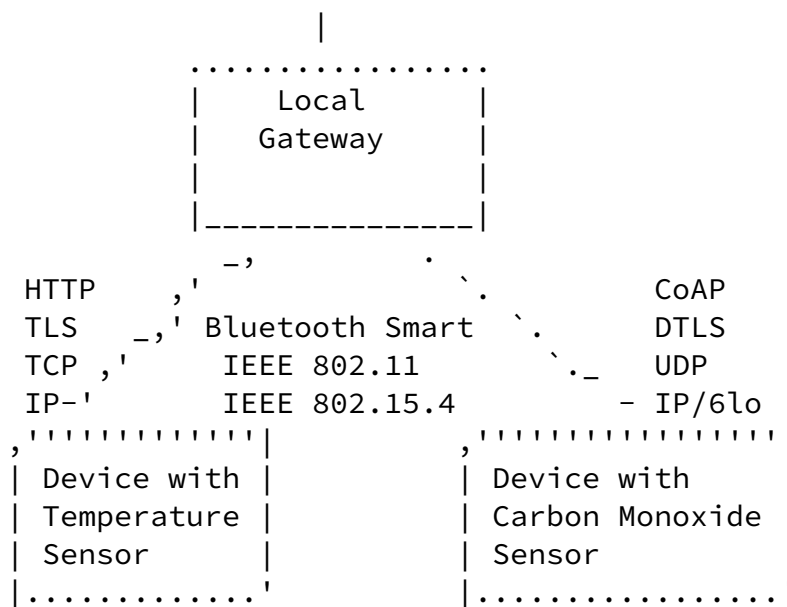 Local
Gateway
HTTP CoAP
TLS Bluetooth Smart DTLS
TCP IEEE 802.11 UDP
IP IEEE 802.15.4 IP/6lo
Device with Device with
Temperature Carbon Monoxide
Sensor Sensor